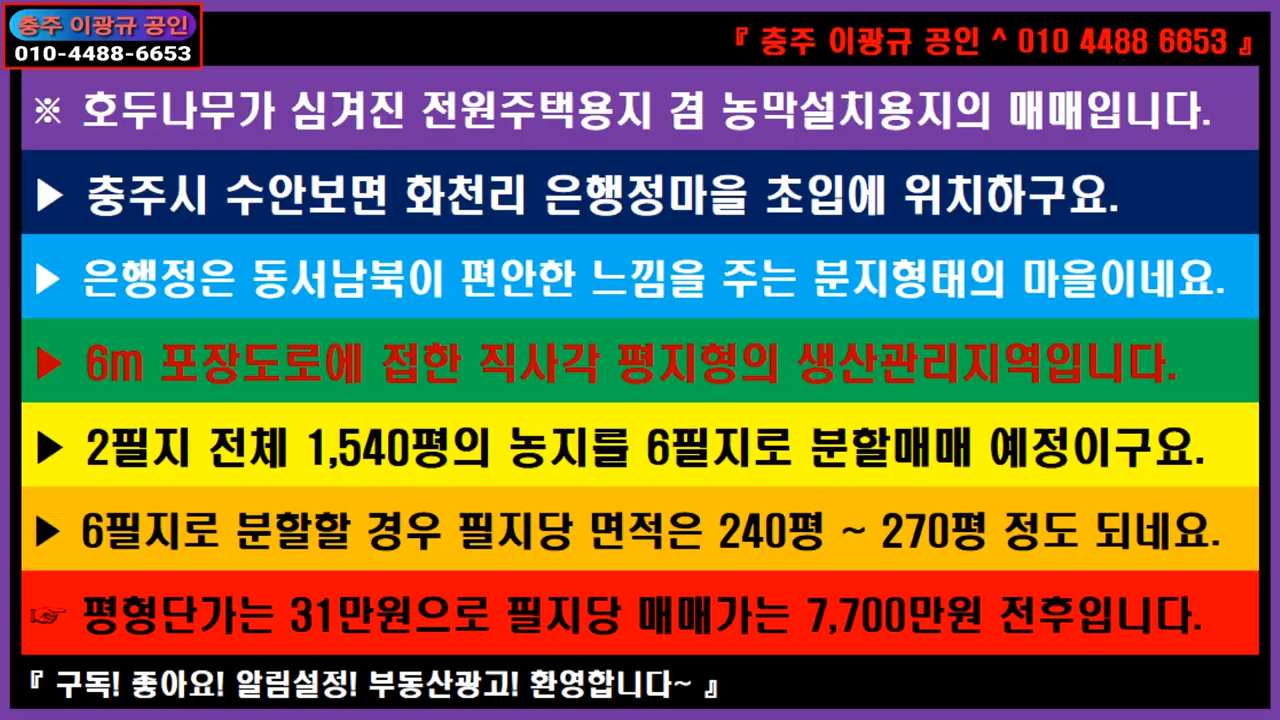 충주 이광규 공인
010-4488-6653
『 충주 이광규 공인 ^ 010 4488 6653 』
※ 호두나무가 심겨진 전원주택용지 겸 농막설치용지의 매매입니다.
▶ 충주시 수안보면 화천리 은행정마을 초입에 위치하구요.
▶ 은행정은 동서남북이 편안한 느낌을 주는 분지형태의 마을이네요.
▶ 6m 포장도로에 접한 직사각 평지형의 생산관리지역입니다.
▶ 2필지 전체 1,540평의 농지를 6필지로 분할매매 예정이구요.
▶ 6필지로 분할할 경우 필지당 면적은 240평 ~ 270평 정도 되네요.
☞ 평형단가는 31만원으로 필지당 매매가는 7,700만원 전후입니다.
『 구독! 좋아요! 알림설정! 부동산광고! 환영합니다~ 』